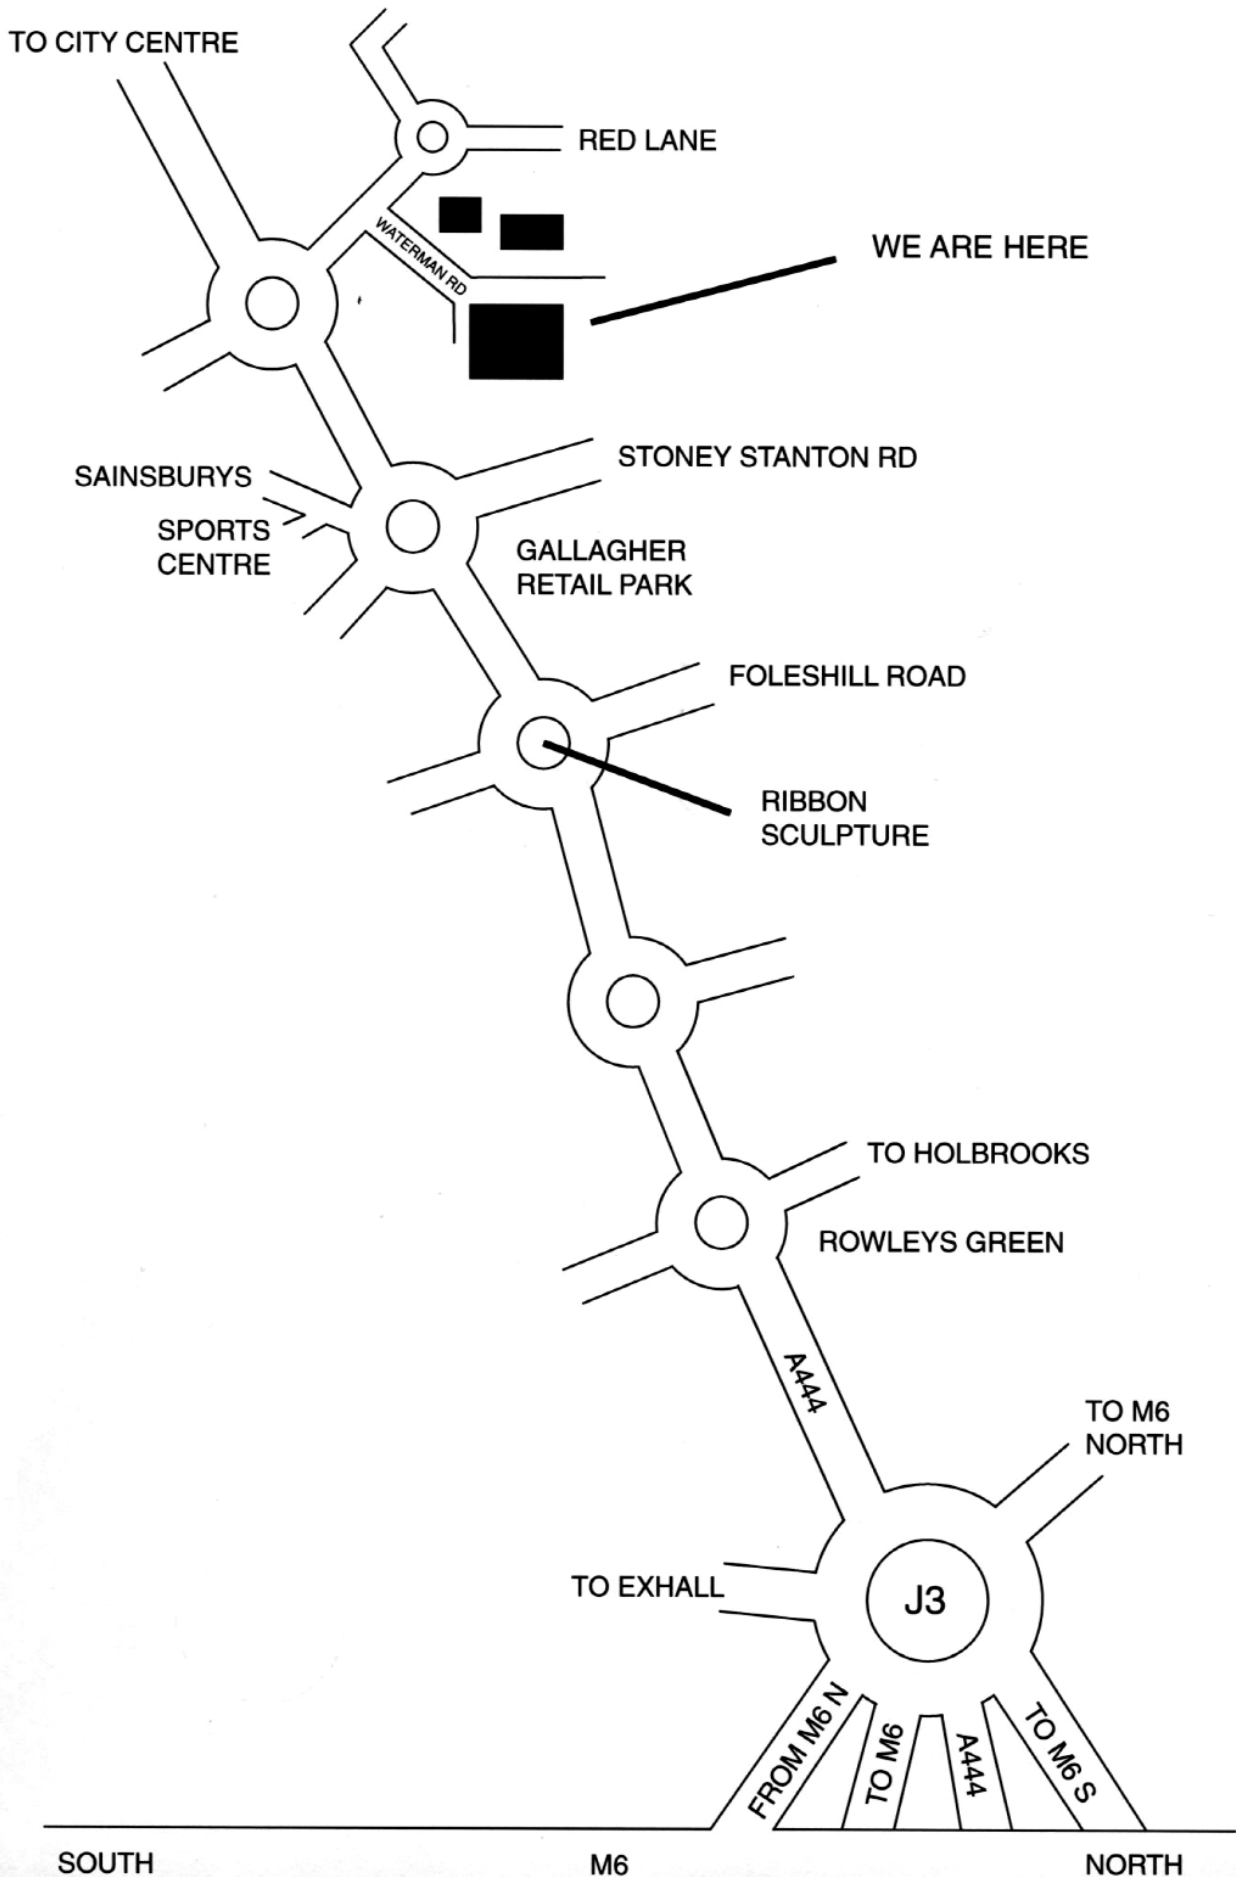 TO CITY CENTRE
RED LANE
WATERMAN RD
WE ARE HERE
SAINSBURYS
STONEY STANTON RD
SPORTS
CENTRE
GALLAGHER
RETAIL PARK
FOLESHILL ROAD
RIBBON
SCULPTURE
TO HOLBROOKS
ROWLEYS GREEN
A444
TO M6
NORTH
TO EXHALL
J3
FROM M6 N
TO M6
A444
TO M6 S
SOUTH
M6
NORTH